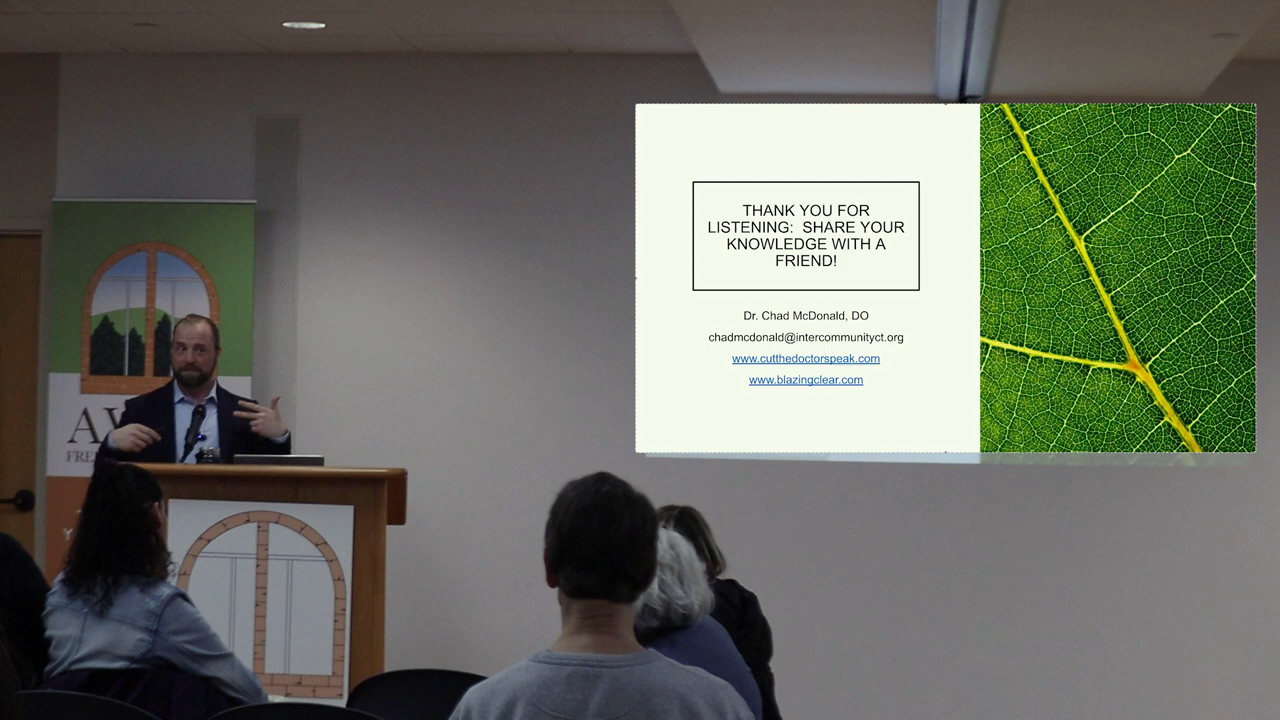 THANK YOU FOR
LISTENING:  SHARE YOUR
KNOWLEDGE WITH A
FRIEND!
Dr. Chad McDonald, DO
chadmcdonald@intercommunityct.org
www.cutthedoctorspeak.com
www.blazingclear.com